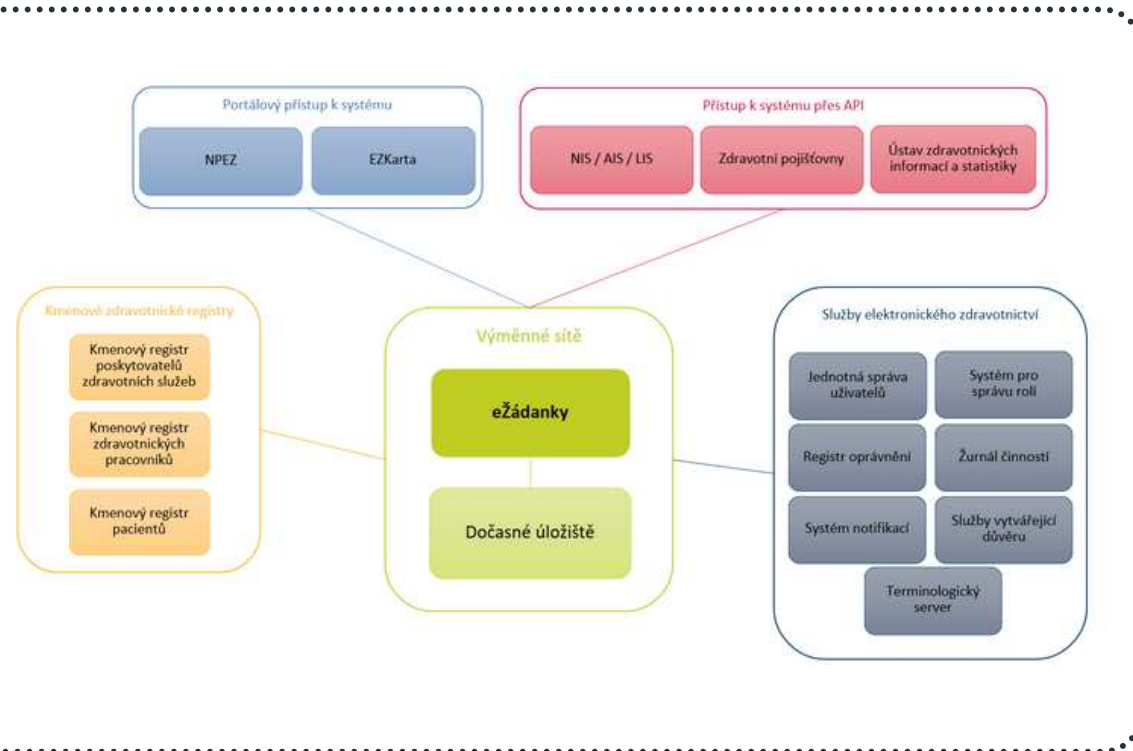 Portálový přístup k systému
NPEZ
EZKarta
Přístup k systému přes API
NIS / AIS / LIS
Zdravotní pojišťovny
Ústav zdravotnických
informací a statistiky
Kmenové zdravotnické registry
Kmenový registr
poskytovatelů
zdravotních služeb
Kmenový registr
zdravotnických
pracovníků
Kmenový registr
pacientů
Výměnné sítě
eŽádanky
Dočasné úložiště
Služby elektronického zdravotnictví
Jednotná správa
uživatelů
Systém pro
správu rolí
Registr oprávnění
Žurnál činností
Systém notifikací
Služby vytvářející
důvěru
Terminologický
server